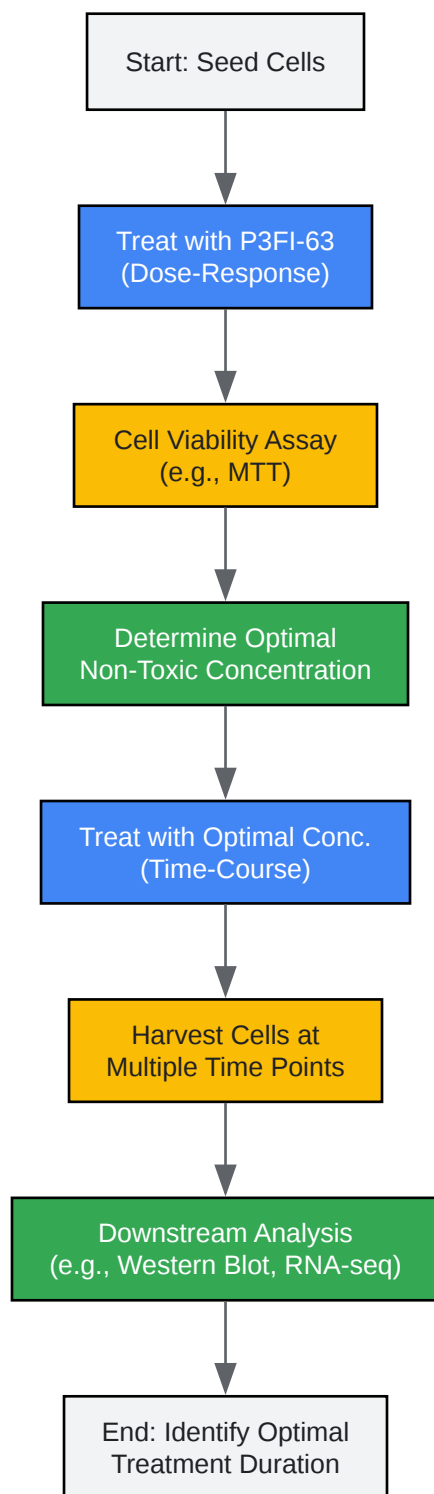 Start: Seed Cells
Treat with P3FI-63
(Dose-Response)
Cell Viability Assay
(e.g., MTT)
Determine Optimal
Non-Toxic Concentration
Treat with Optimal Conc.
(Time-Course)
Harvest Cells at
Multiple Time Points
Downstream Analysis
(e.g., Western Blot, RNA-seq)
End: Identify Optimal
Treatment Duration